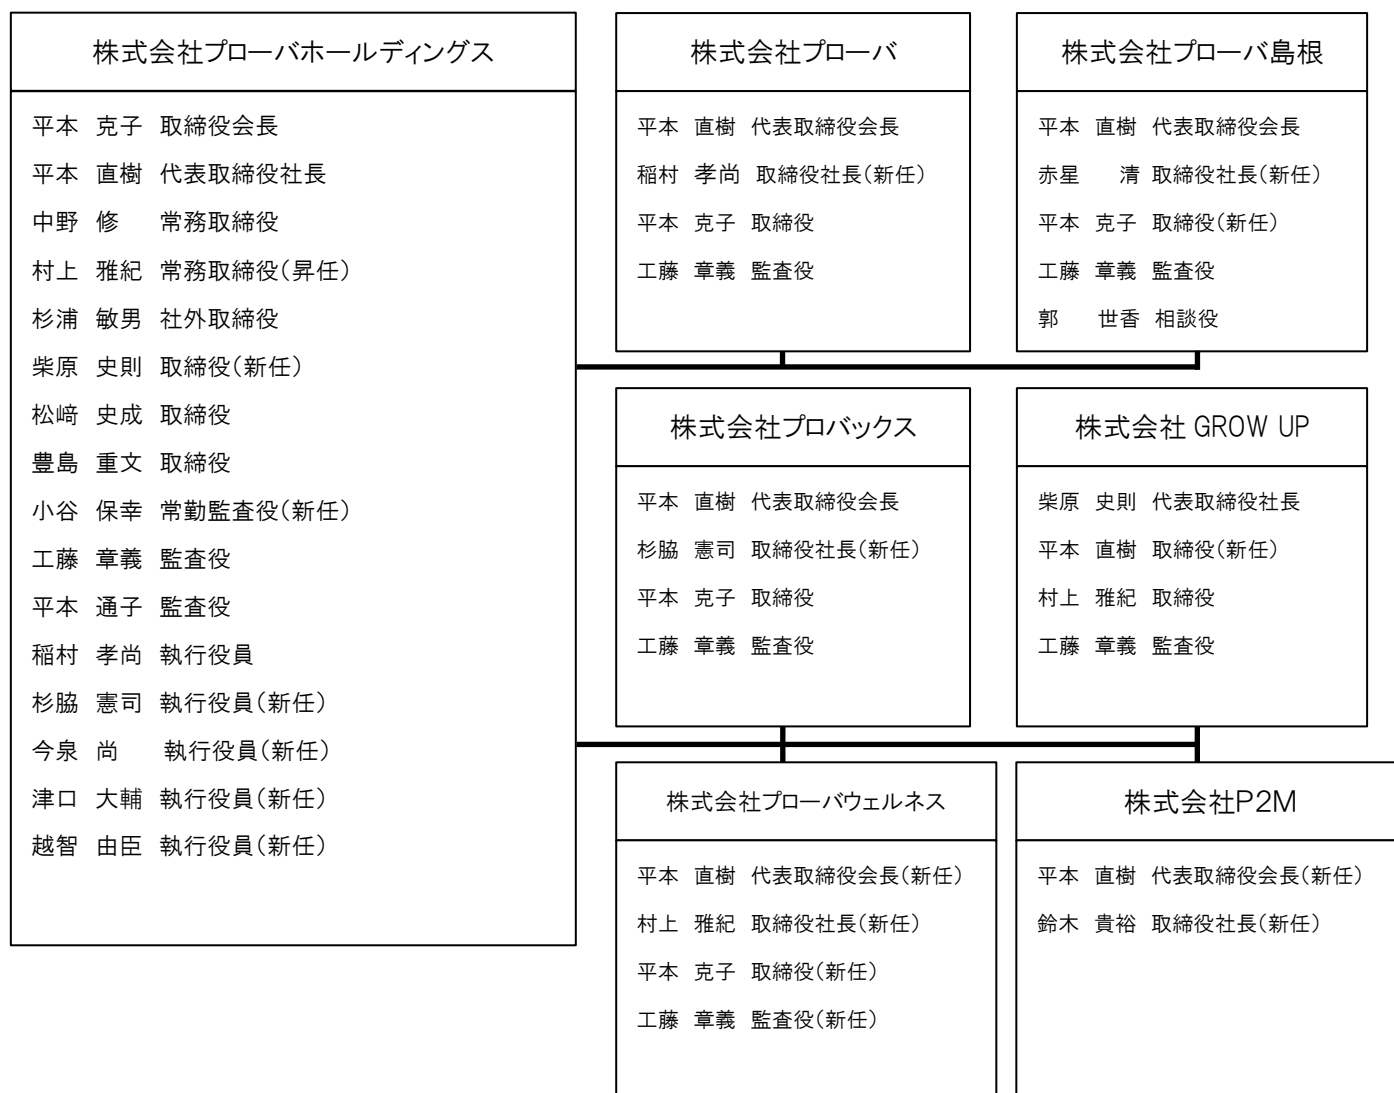 株式会社プローバホールディングス
平本 克子 取締役会長
平本 直樹 代表取締役社長
中野 修 常務取締役
村上 雅紀 常務取締役(昇任)
杉浦 敏男 社外取締役
柴原 史則 取締役(新任)
松﨑 史成 取締役
豊島 重文 取締役
小谷 保幸 常勤監査役(新任)
工藤 章義 監査役
平本 通子 監査役
稲村 孝尚 執行役員
杉脇 憲司 執行役員(新任)
今泉 尚 執行役員(新任)
津口 大輔 執行役員(新任)
越智 由臣 執行役員(新任)
株式会社プローバ
平本 直樹 代表取締役会長
稲村 孝尚 取締役社長(新任)
平本 克子 取締役
工藤 章義 監査役
株式会社プローバ島根
平本 直樹 代表取締役会長
赤星 清 取締役社長(新任)
平本 克子 取締役(新任)
工藤 章義 監査役
郭 世香 相談役
株式会社プロバックス
平本 直樹 代表取締役会長
杉脇 憲司 取締役社長(新任)
平本 克子 取締役
工藤 章義 監査役
株式会社 GROW UP
柴原 史則 代表取締役社長
平本 直樹 取締役(新任)
村上 雅紀 取締役
工藤 章義 監査役
株式会社プローバウェルネス
平本 直樹 代表取締役会長(新任)
村上 雅紀 取締役社長(新任)
平本 克子 取締役(新任)
工藤 章義 監査役(新任)
株式会社P2M
平本 直樹 代表取締役会長(新任)
鈴木 貴裕 取締役社長(新任)